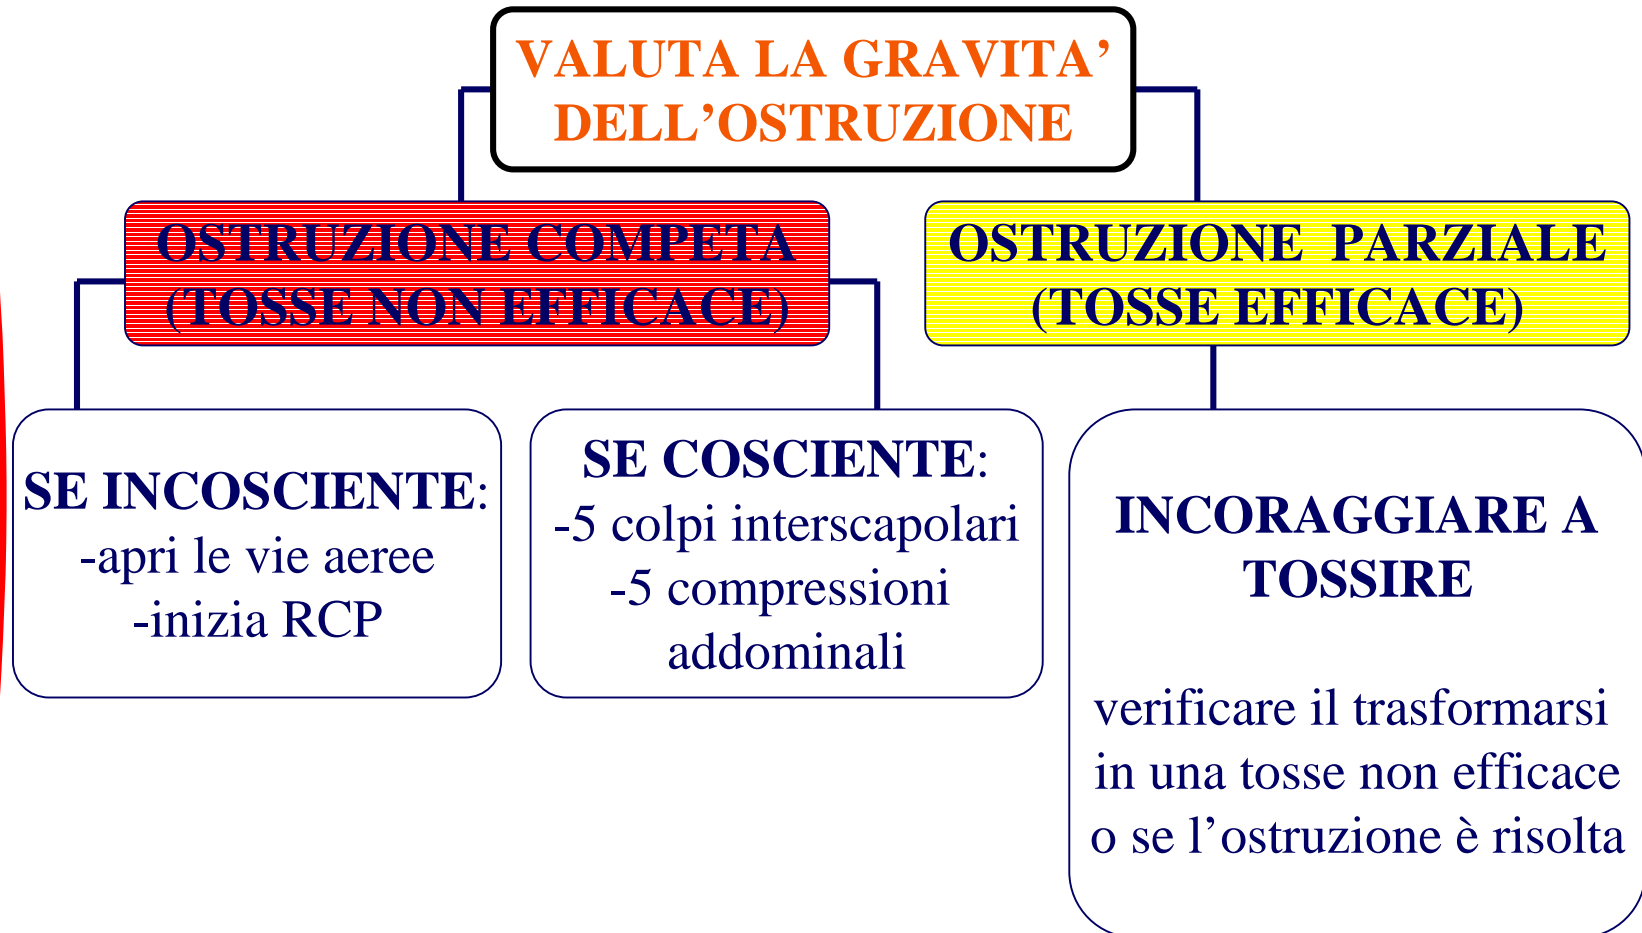 VALUTA LA GRAVITA’
DELL’OSTRUZIONE
OSTRUZIONE COMPETA
(TOSSE NON EFFICACE)
OSTRUZIONE PARZIALE
(TOSSE EFFICACE)
SE INCOSCIENTE:
-apri le vie aeree
-inizia RCP
SE COSCIENTE:
-5 colpi interscapolari
-5 compressioni
addominali
INCORAGGIARE A
TOSSIRE
verificare il trasformarsi
in una tosse non efficace
o se l’ostruzione è risolta